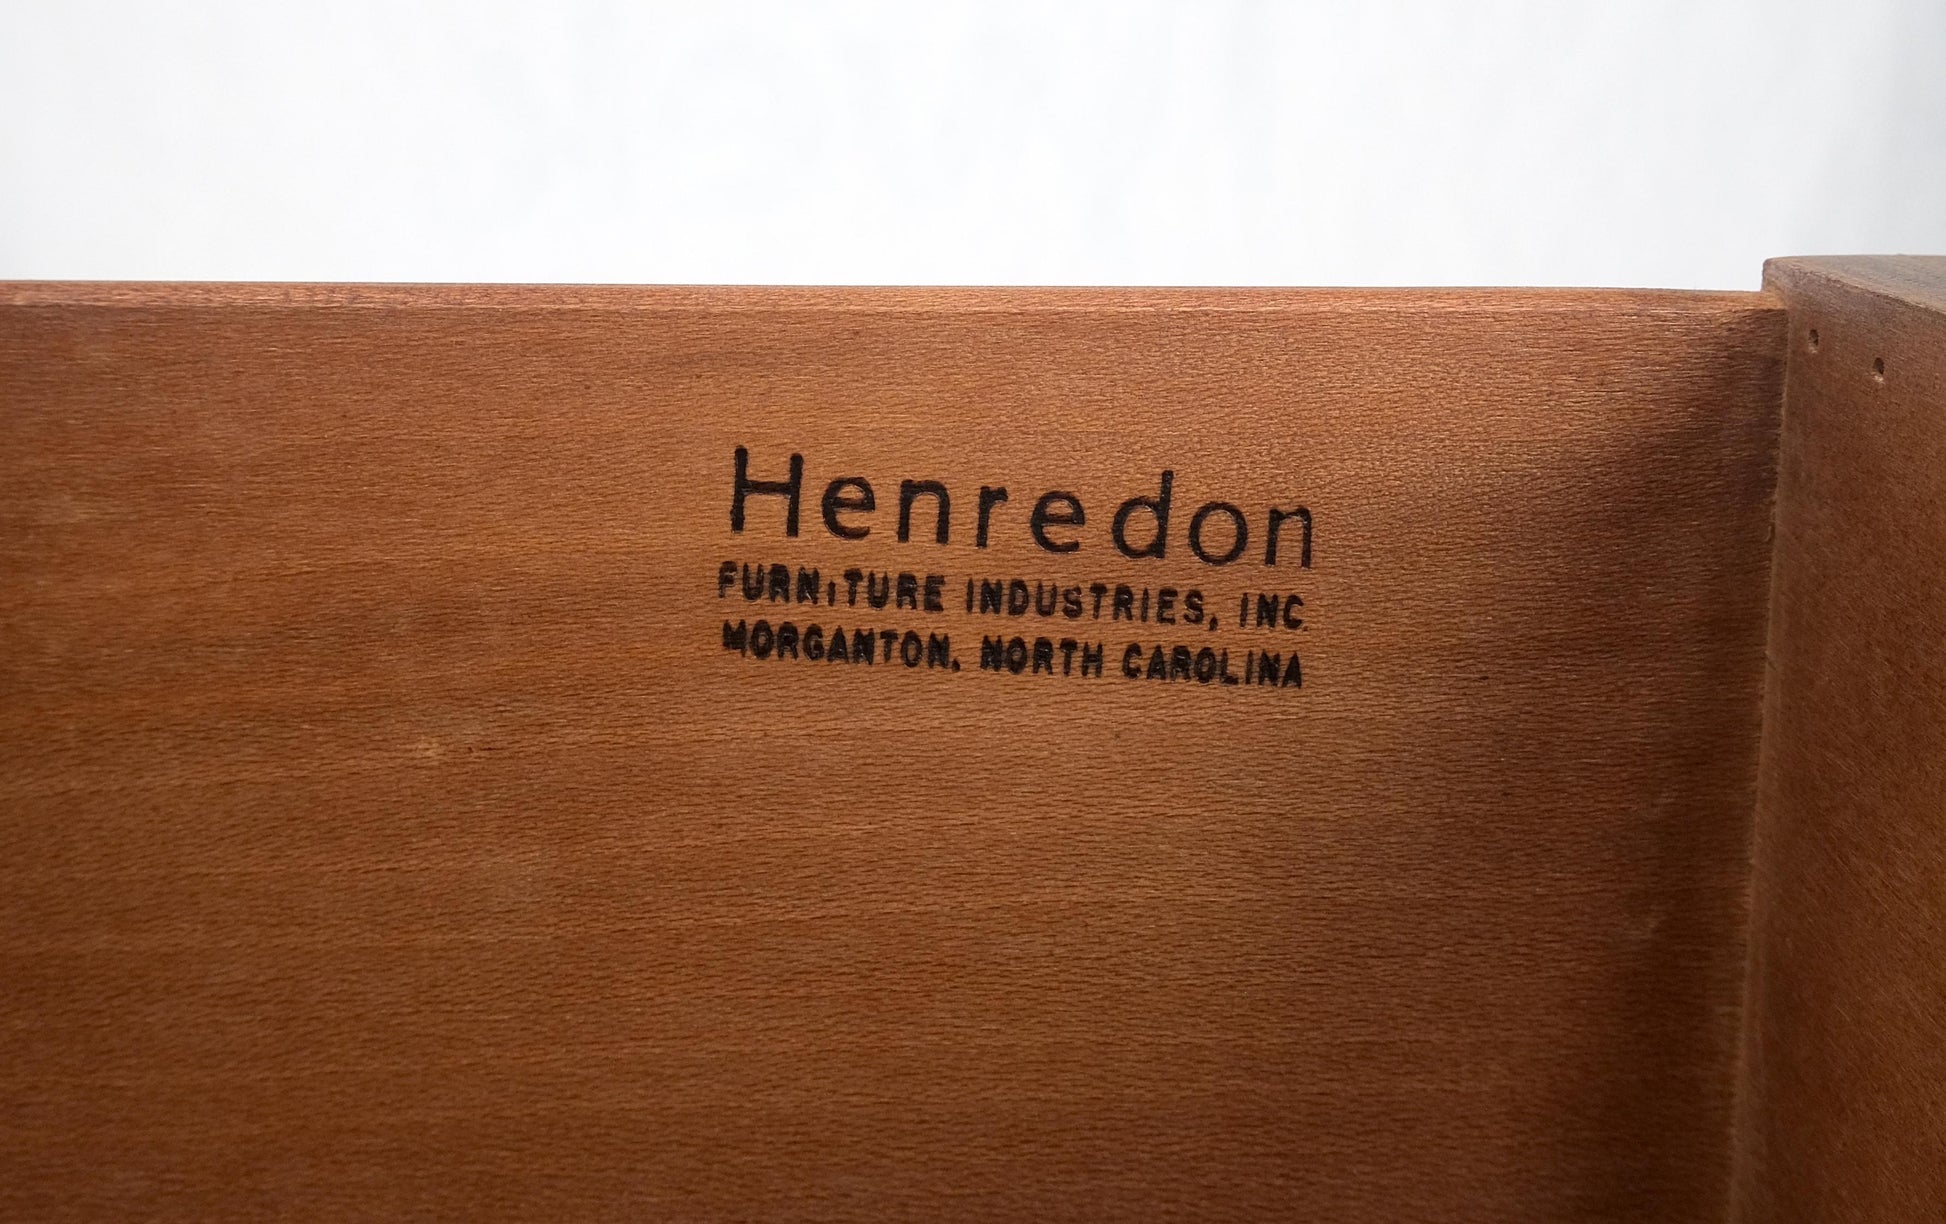 Henredon
FURNITURE INDUSTRIES, INC.
MORGANTON, NORTH CAROLINA